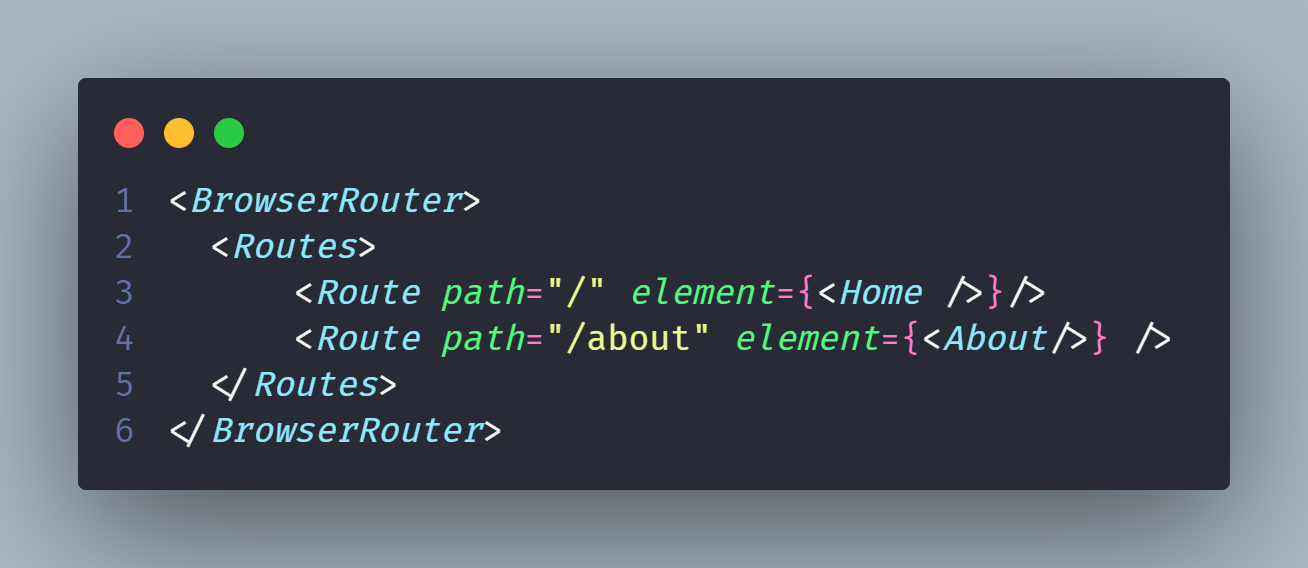 1 <BrowserRouter>
2   <Routes>
3       <Route path="/" element={<Home />}/>
4       <Route path="/about" element={<About/>} />
5   </Routes>
6 </BrowserRouter>